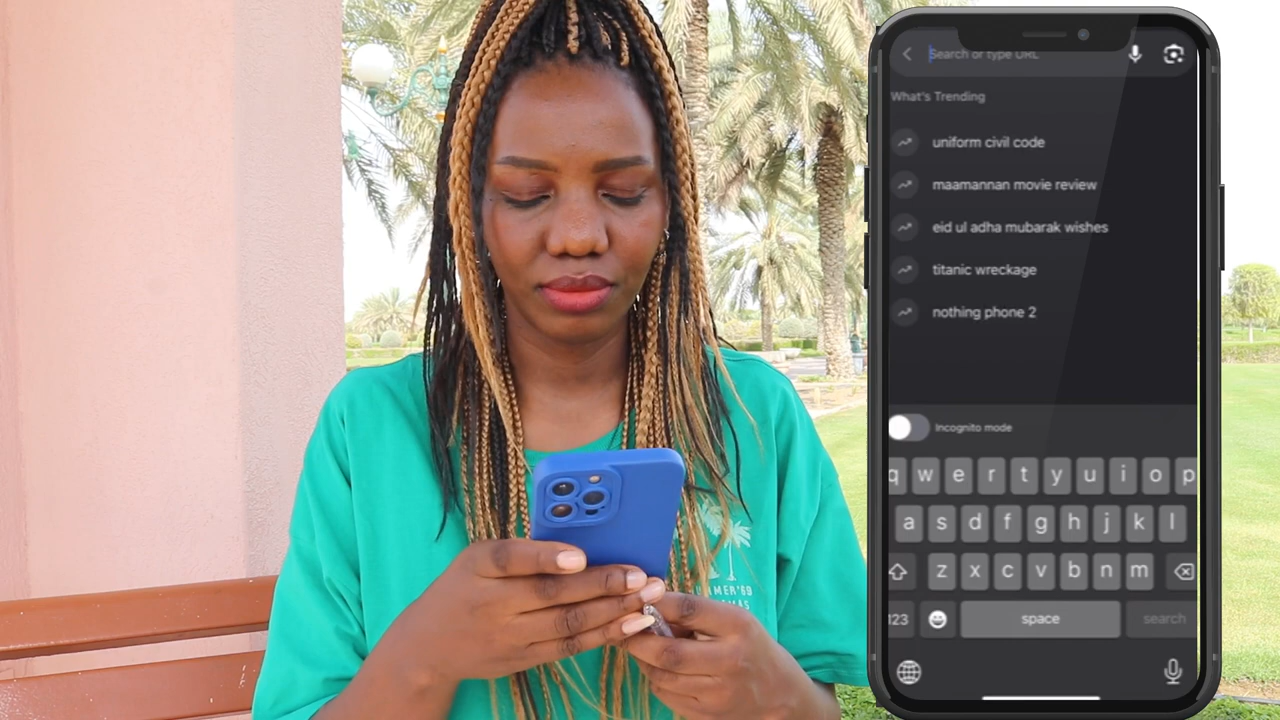 Search or type URL
What's Trending
uniform civil code
maamannan movie review
eid ul adha mubarak wishes
titanic wreckage
nothing phone 2
Incognito mode
q w e r t y u i o p
a s d f g h j k l
z x c v b n m
123 space search